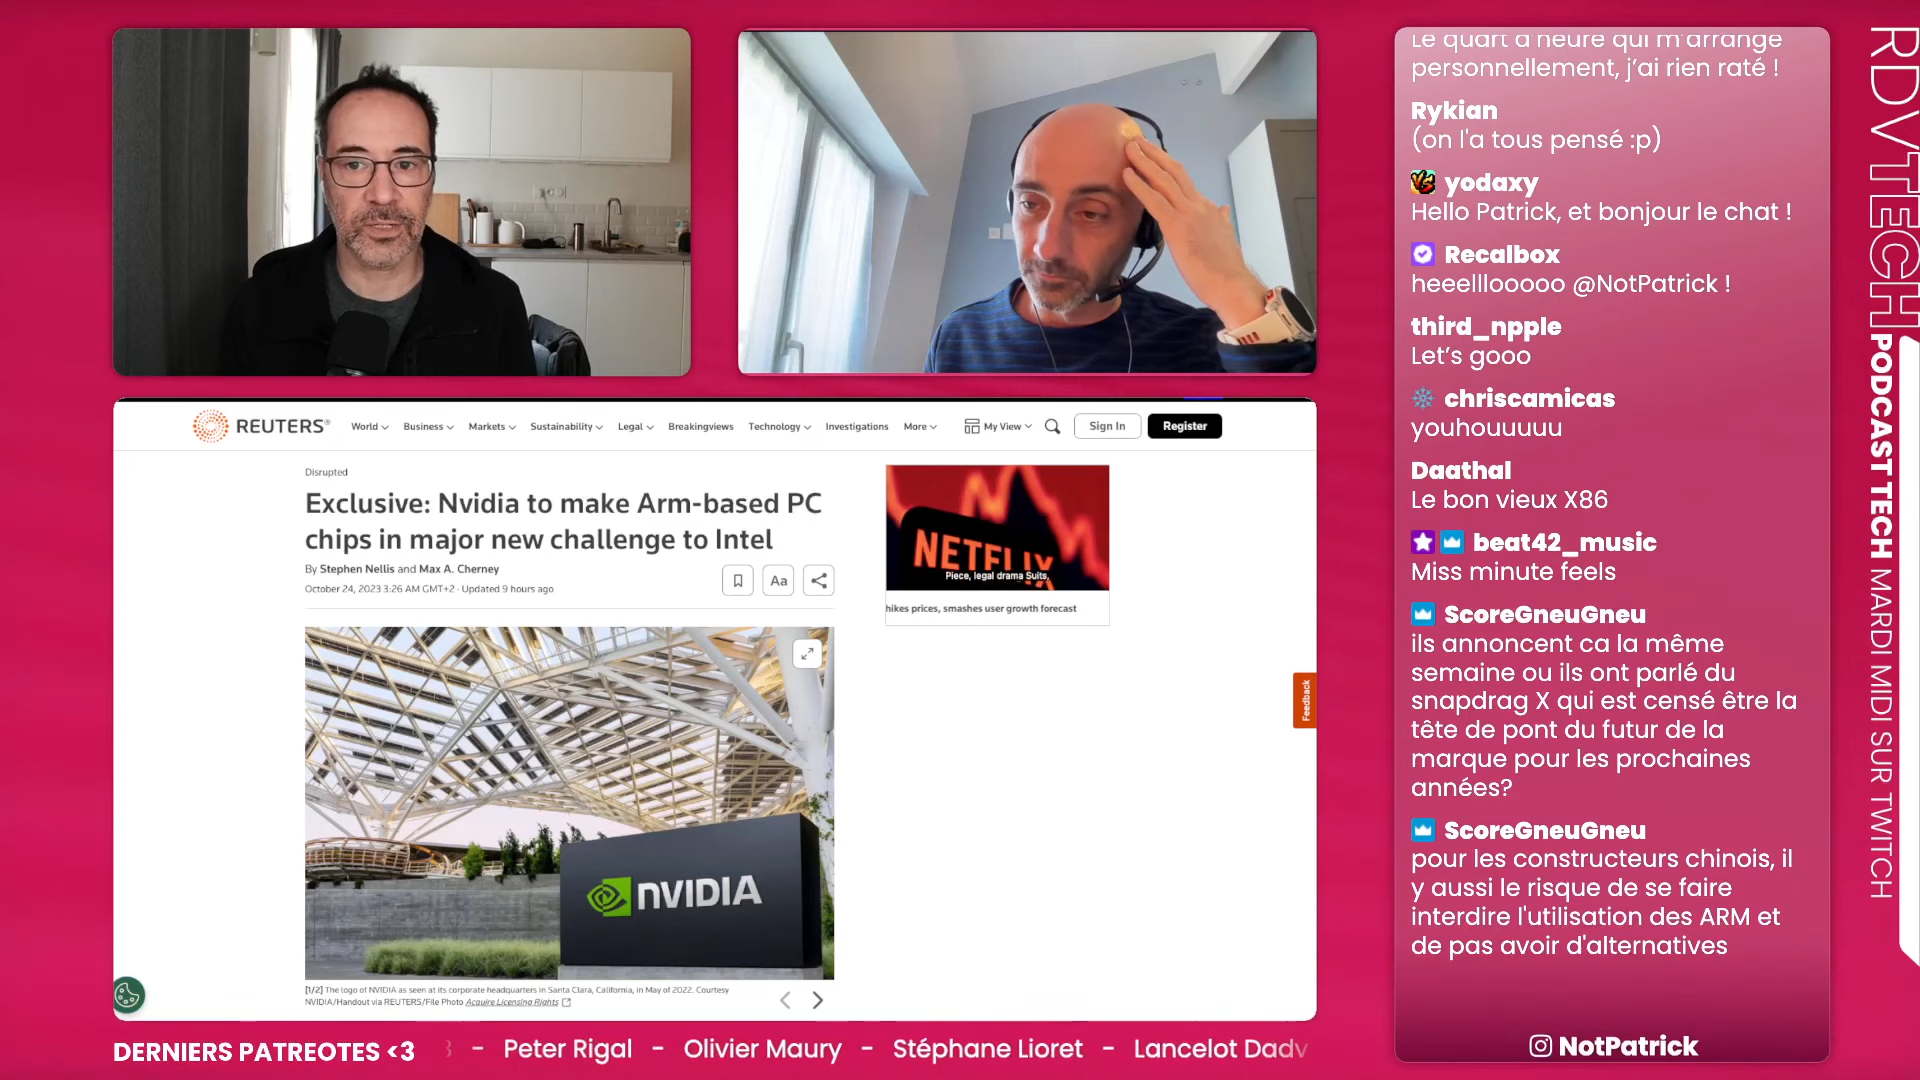 REUTERS®
World
Business
Markets
Sustainability
Legal
Breakingviews
Technology
Investigations
More
My View
Sign In
Register
Disrupted
Exclusive: Nvidia to make Arm-based PC
chips in major new challenge to Intel
By Stephen Nellis and Max A. Cherney
October 24, 2023 3:26 AM GMT+2 · Updated 9 hours ago
Aa
NETFLIX
Piece, legal drama Suits,
hikes prices, smashes user growth forecast
Feedback
NVIDIA
[1/2] The logo of NVIDIA as seen at its corporate headquarters in Santa Clara, California, in May of 2022. Courtesy
NVIDIA/Handout via REUTERS/File Photo Acquire Licensing Rights
DERNIERS PATREOTES <3
- Peter Rigal - Olivier Maury - Stéphane Lioret - Lancelot Dadv
Le quart d'heure qui m'arrange
personnellement, j'ai rien raté !
Rykian
(on l'a tous pensé :p)
yodaxy
Hello Patrick, et bonjour le chat !
Recalbox
heeellooooo @NotPatrick !
third_npple
Let's gooo
chriscamicas
youhouuuuu
Daathal
Le bon vieux X86
beat42_music
Miss minute feels
ScoreGneuGneu
ils annoncent ca la même
semaine ou ils ont parlé du
snapdrag X qui est censé être la
tête de pont du futur de la
marque pour les prochaines
années?
ScoreGneuGneu
pour les constructeurs chinois, il
y aussi le risque de se faire
interdire l'utilisation des ARM et
de pas avoir d'alternatives
NotPatrick
RDVTECH PODCAST TECH MARDI MIDI SUR TWITCH